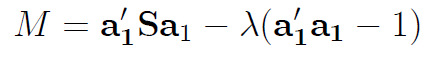 M = a′₁Sa₁ − λ(a′₁a₁ − 1)